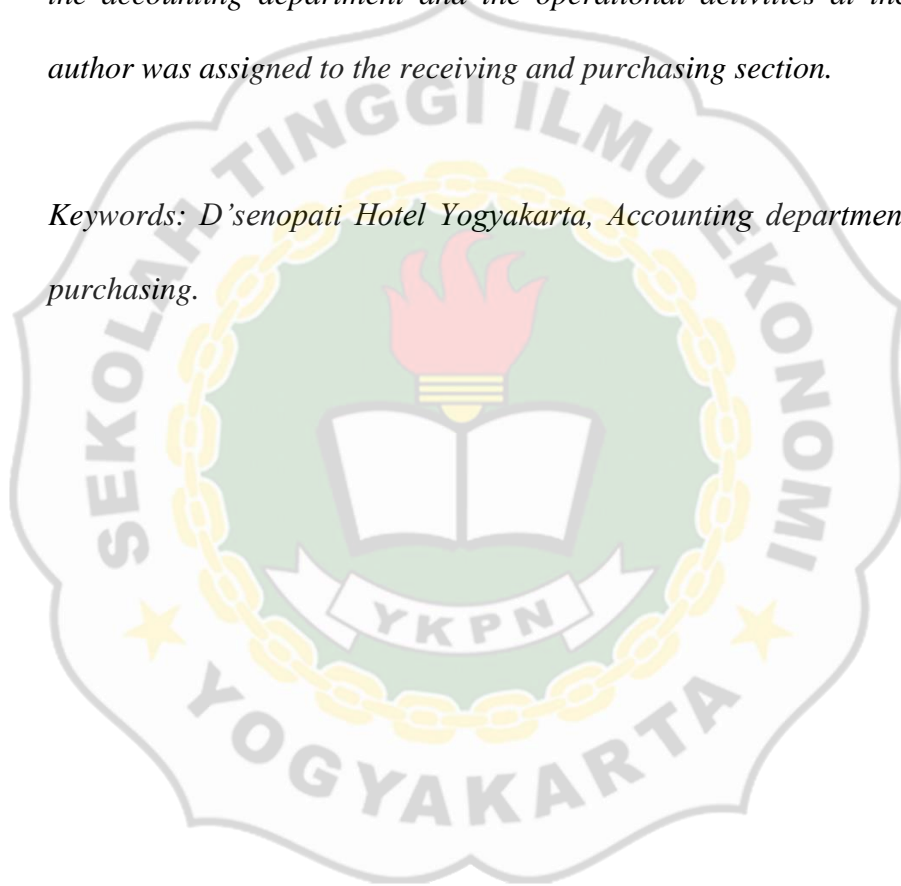 the accounting department and the operational activities at the
author was assigned to the receiving and purchasing section.
Keywords: D’senopati Hotel Yogyakarta, Accounting departmen
purchasing.
SEKOLAH TINGGI ILMU EKONOMI
YKPN
YOGYAKARTA